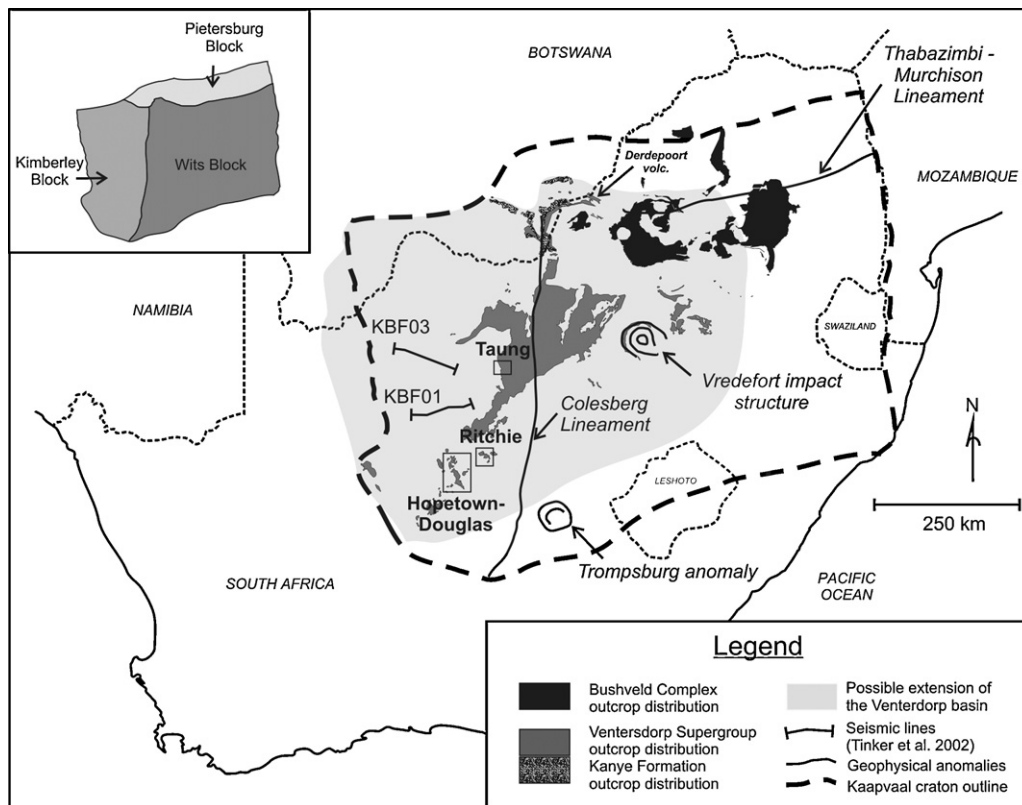 Pietersburg
Block
Kimberley
Block
Wits Block
BOTSWANA
Thabazimbi -
Murchison
Lineament
Derdepoort
volc.
MOZAMBIQUE
NAMIBIA
KBF03
Taung
SWAZILAND
Vredefort impact
structure
KBF01
Colesberg
Lineament
Ritchie
N
LESHOTO
Hopetown-
Douglas
250 km
Trompsburg anomaly
SOUTH AFRICA
PACIFIC
OCEAN
Legend
Bushveld Complex
outcrop distribution
Ventersdorp Supergroup
outcrop distribution
Kanye Formation
outcrop distribution
Possible extension of
the Venterdorp basin
Seismic lines
(Tinker et al. 2002)
Geophysical anomalies
Kaapvaal craton outline